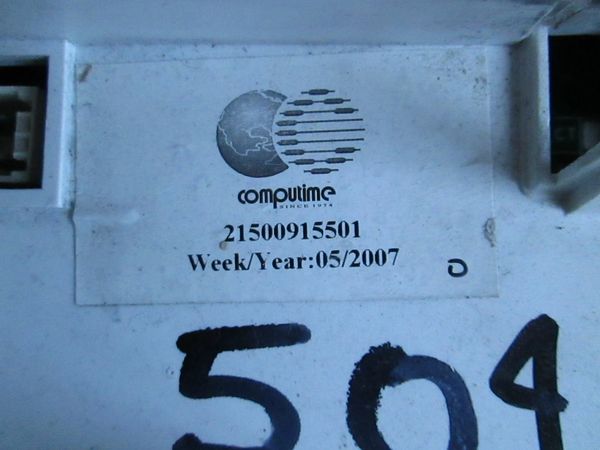 computime
SINCE 1974
21500915501
Week/Year:05/2007
D
504